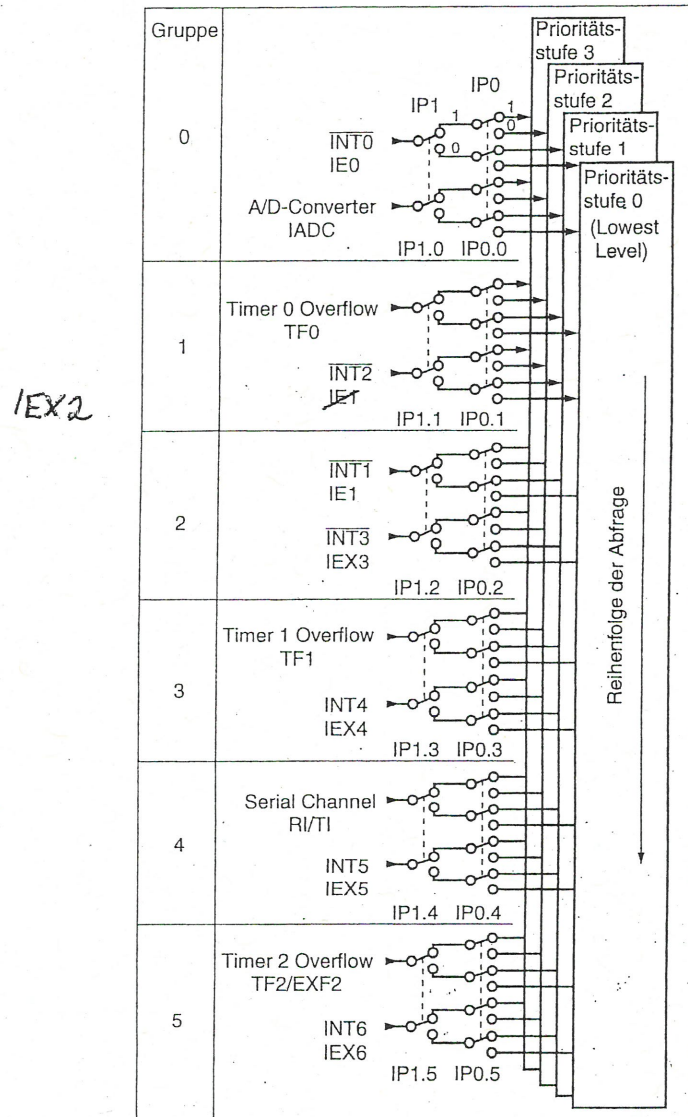 Gruppe
Prioritäts-
stufe 3
Prioritäts-
stufe 2
Prioritäts-
stufe 1
Prioritäts-
stufe 0
(Lowest
Level)
IP1
IP0
1
0
1
0
0
INT0
IE0
A/D-Converter
IADC
IP1.0 IP0.0
1
Timer 0 Overflow
TF0
INT2
IE1
IEX2
IP1.1 IP0.1
2
INT1
IE1
INT3
IEX3
IP1.2 IP0.2
3
Timer 1 Overflow
TF1
INT4
IEX4
IP1.3 IP0.3
4
Serial Channel
RI/TI
INT5
IEX5
IP1.4 IP0.4
5
Timer 2 Overflow
TF2/EXF2
INT6
IEX6
IP1.5 IP0.5
Reihenfolge der Abfrage